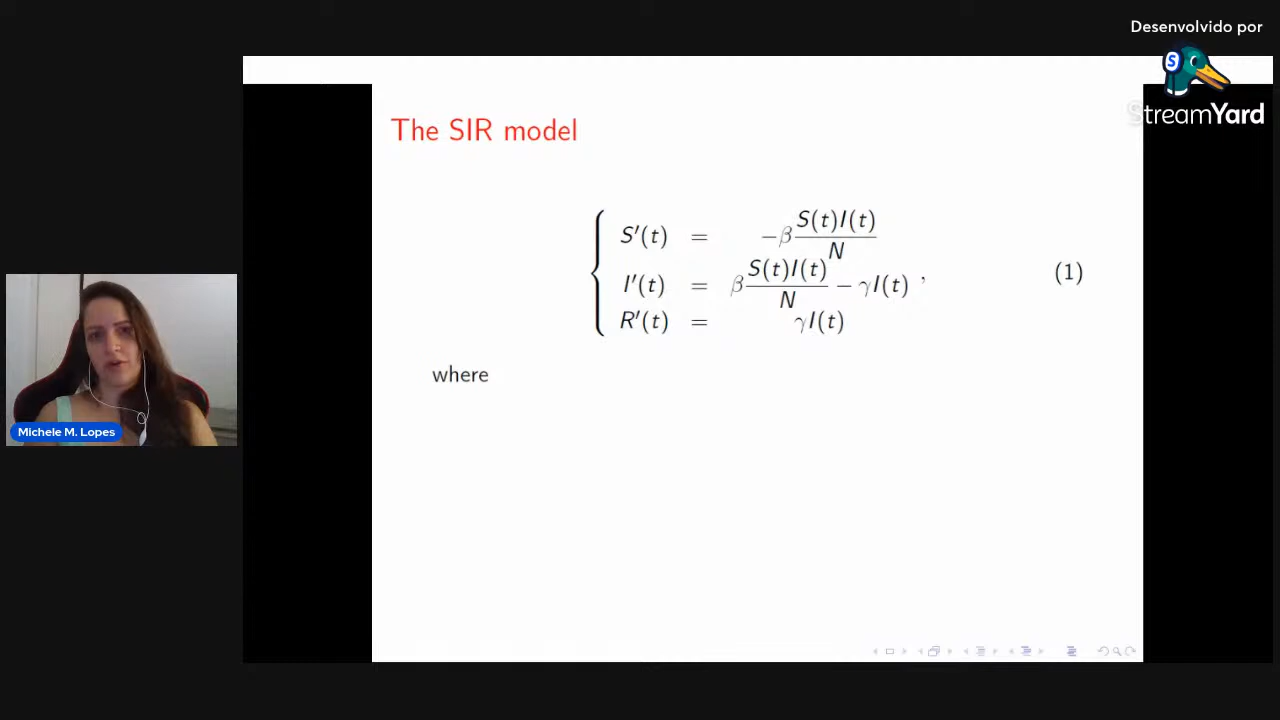 Desenvolvido por
StreamYard
The SIR model
S′(t) = −β S(t)I(t)/N
I′(t) = β S(t)I(t)/N − γI(t) , (1)
R′(t) = γI(t)
where
Michele M. Lopes